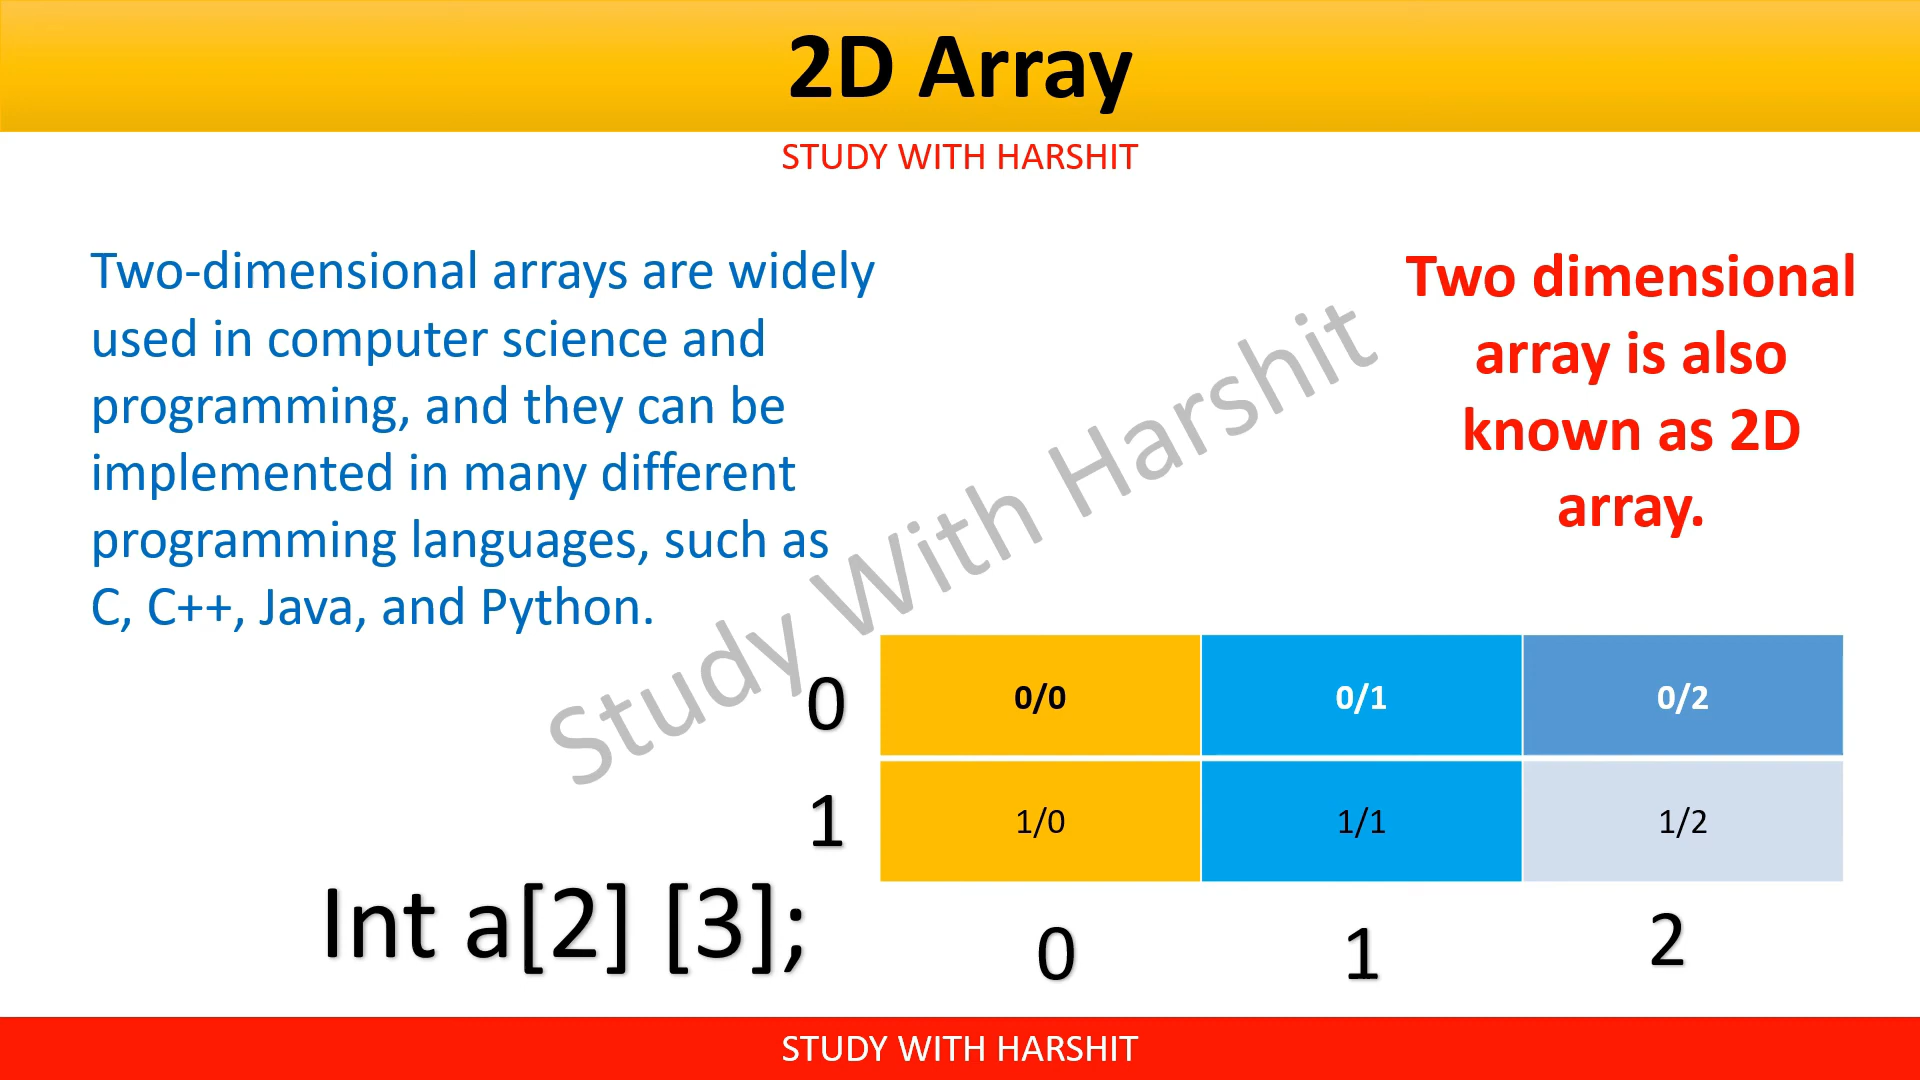 2D Array
STUDY WITH HARSHIT
Two-dimensional arrays are widely
used in computer science and
programming, and they can be
implemented in many different
programming languages, such as
C, C++, Java, and Python.
Two dimensional
array is also
known as 2D
array.
Study With Harshit
0 0/0 0/1 0/2
1 1/0 1/1 1/2
Int a[2] [3];
0 1 2
STUDY WITH HARSHIT